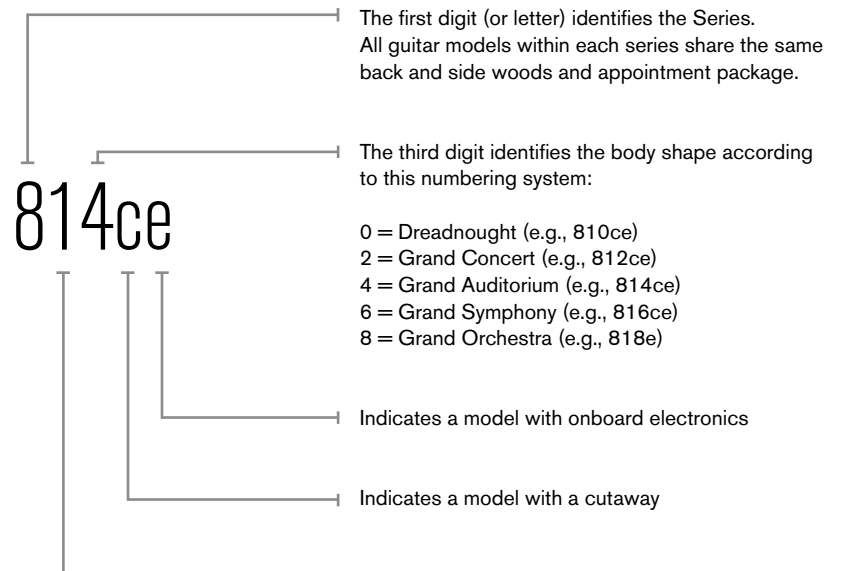 The first digit (or letter) identifies the Series.
All guitar models within each series share the same
back and side woods and appointment package.
The third digit identifies the body shape according
to this numbering system:
814ce
0 = Dreadnought (e.g., 810ce)
2 = Grand Concert (e.g., 812ce)
4 = Grand Auditorium (e.g., 814ce)
6 = Grand Symphony (e.g., 816ce)
8 = Grand Orchestra (e.g., 818e)
Indicates a model with onboard electronics
Indicates a model with a cutaway